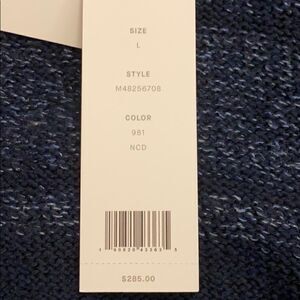 SIZE
L
STYLE
M48256708
COLOR
981
NCD
$285.00